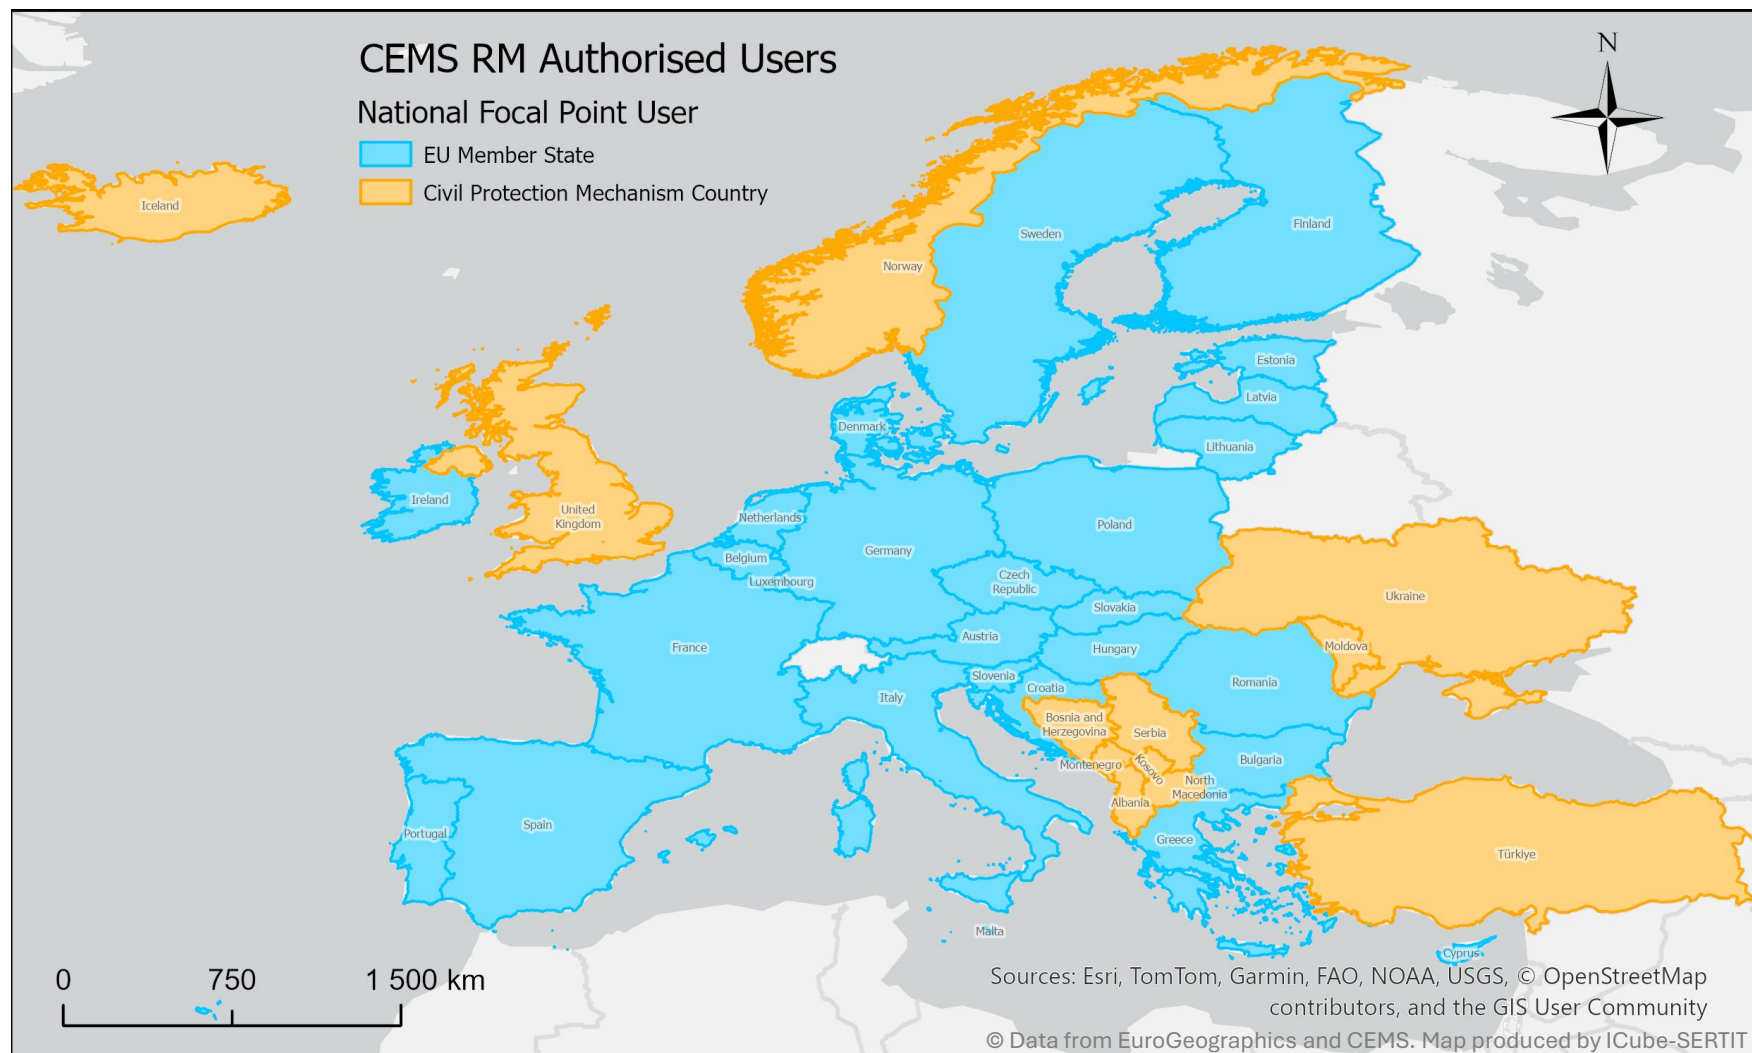 CEMS RM Authorised Users
N
National Focal Point User
EU Member State
Civil Protection Mechanism Country
Iceland
Finland
Sweden
Norway
Estonia
Latvia
Denmark
Lithuania
Ireland
United
Kingdom
Netherlands
Poland
Germany
Belgium
Luxembourg
Czech
Republic
Ukraine
Slovakia
Austria
France
Hungary
Moldova
Slovenia
Croatia
Romania
Italy
Bosnia and
Herzegovina
Serbia
Bulgaria
Montenegro
Kosovo
North
Macedonia
Albania
Spain
Portugal
Greece
Türkiye
Malta
Cyprus
0 750 1 500 km
Sources: Esri, TomTom, Garmin, FAO, NOAA, USGS, © OpenStreetMap
contributors, and the GIS User Community
© Data from EuroGeographics and CEMS. Map produced by ICube-SERTIT